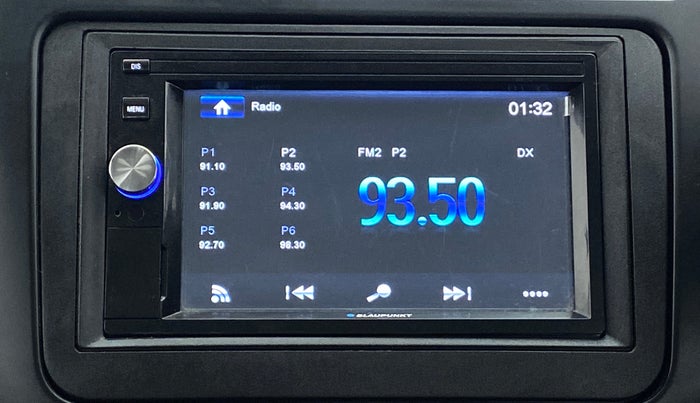 DIS
MENU
Radio
01:32
P1 P2
91.10 93.50
P3 P4
91.90 94.30
P5 P6
92.70 98.30
FM2 P2 DX
93.50
BLAUPUNKT